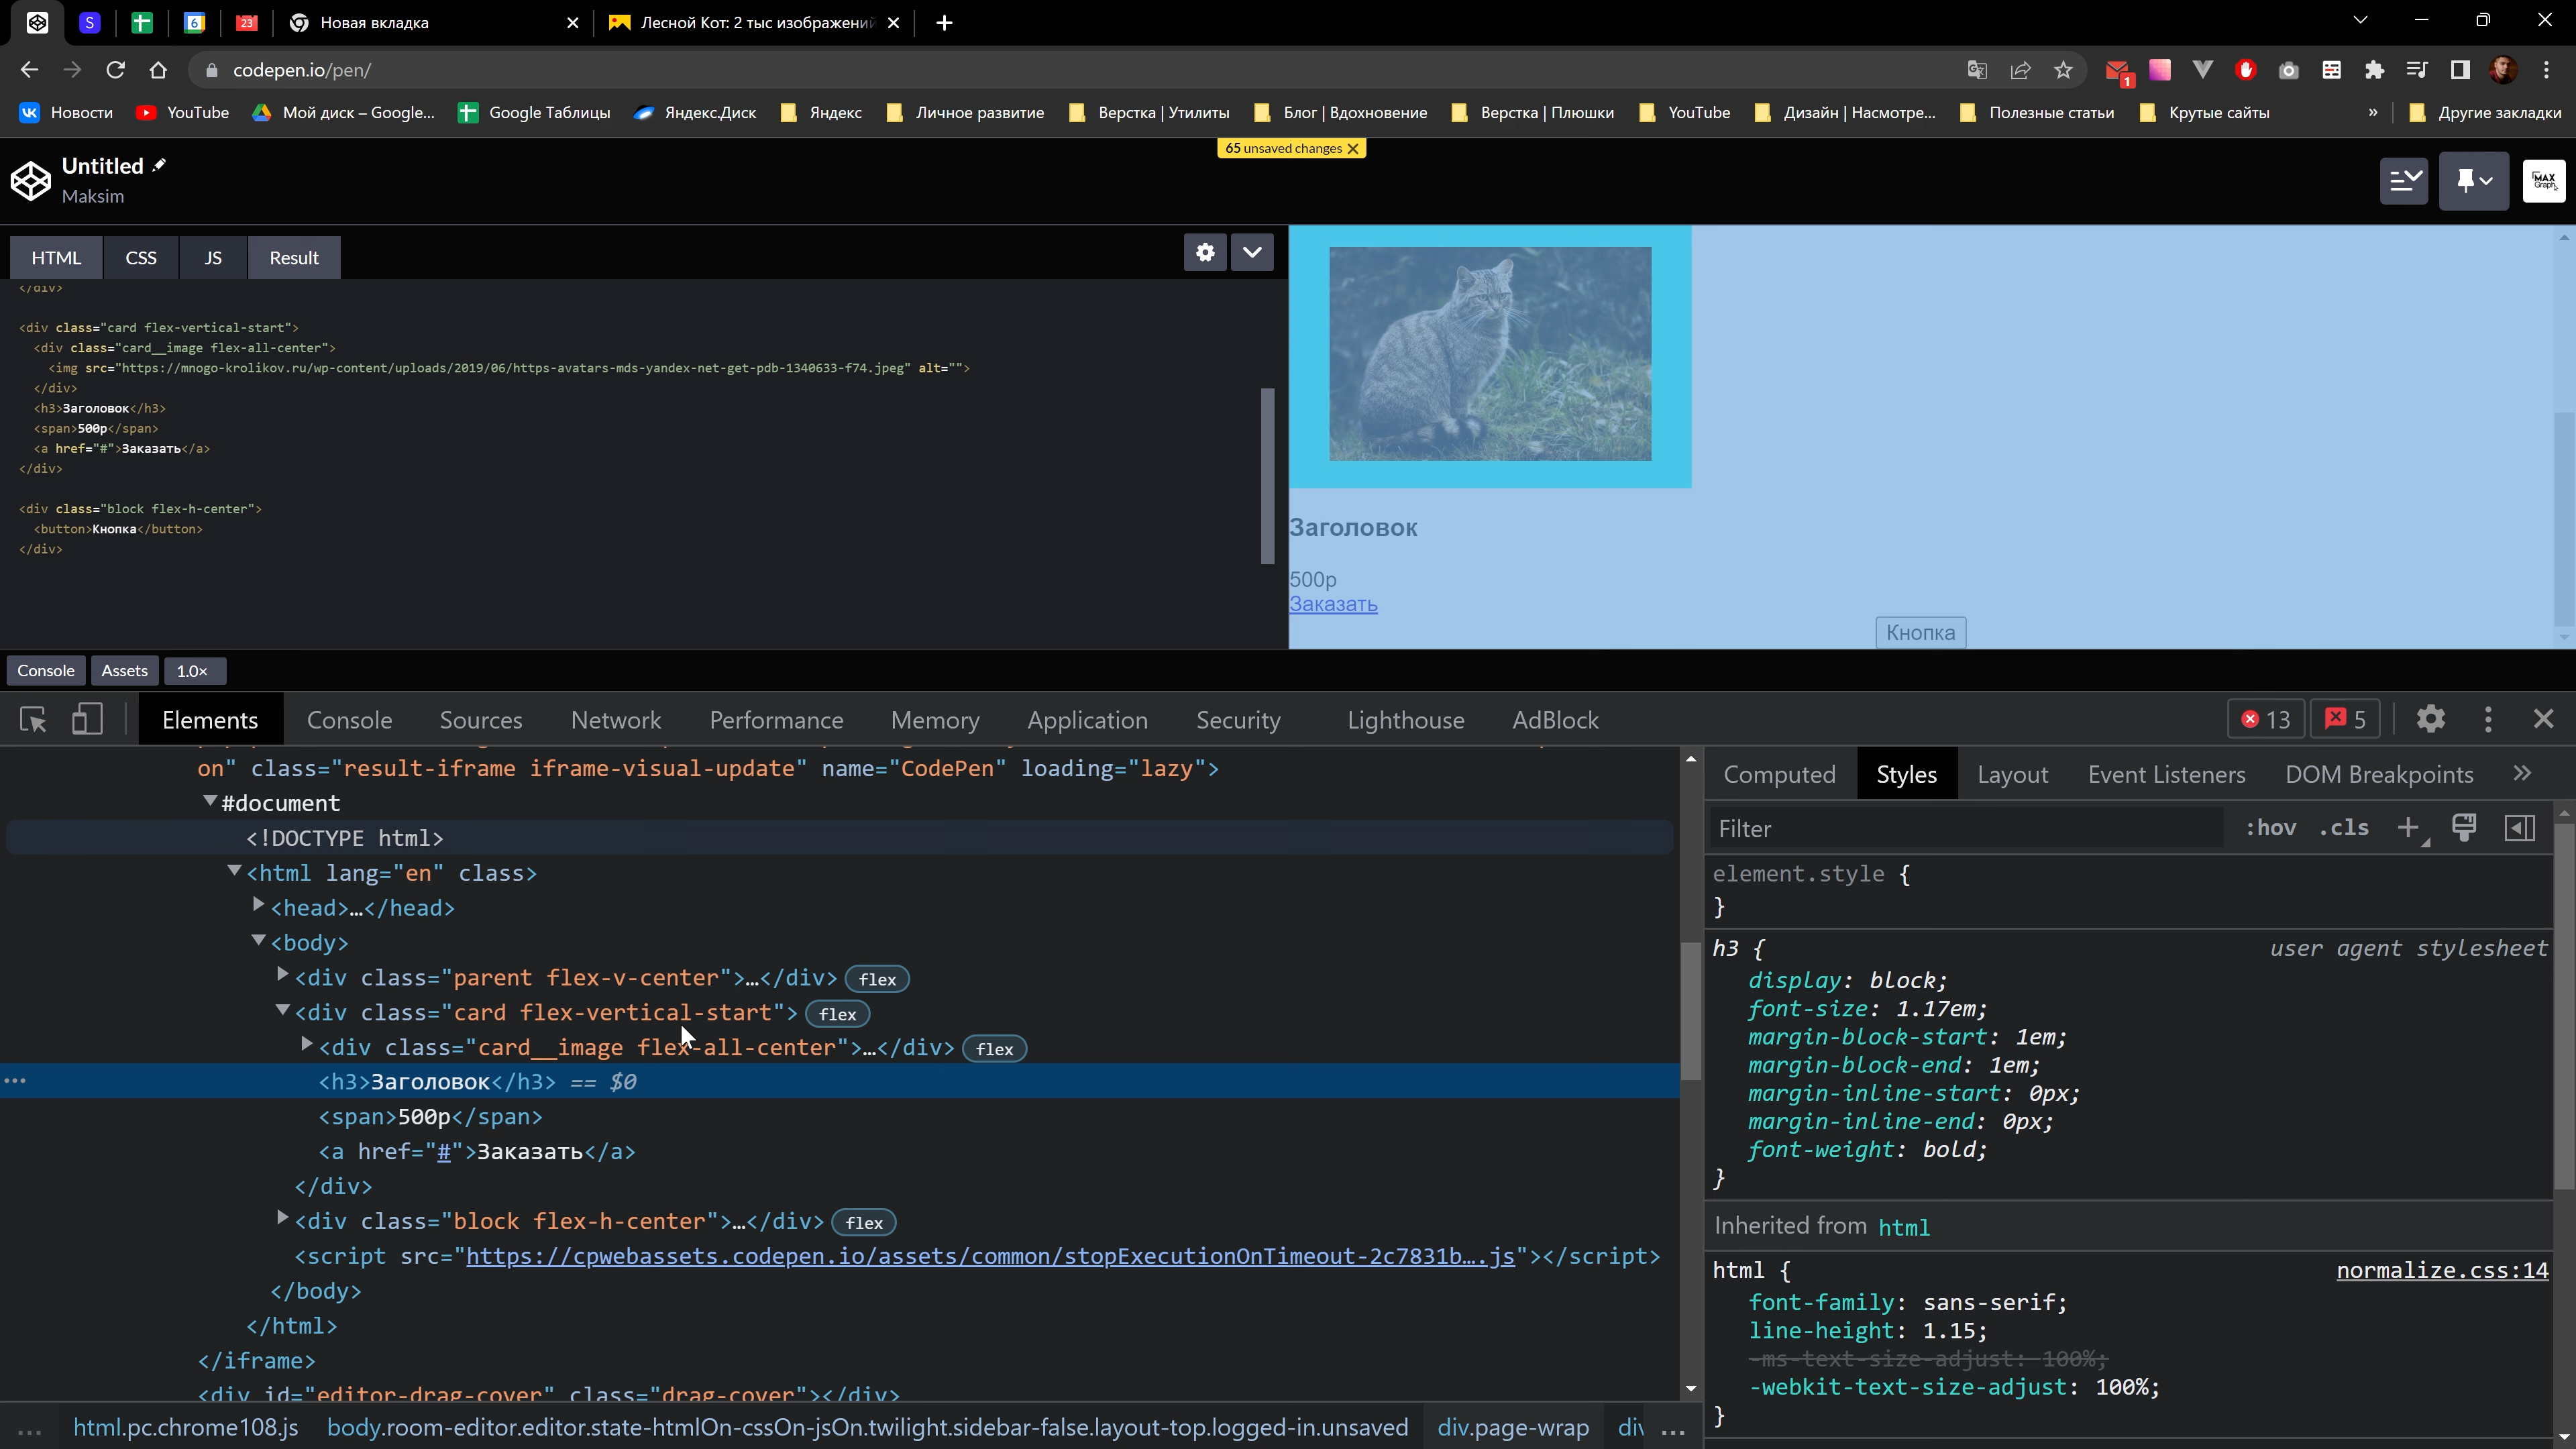 S
6
23
Новая вкладка
Лесной Кот: 2 тыс изображений
codepen.io/pen/
1
Новости
YouTube
Мой диск – Google...
Google Таблицы
Яндекс.Диск
Яндекс
Личное развитие
Верстка | Утилиты
Блог | Вдохновение
Верстка | Плюшки
YouTube
Дизайн | Насмотре...
Полезные статьи
Крутые сайты
»
Другие закладки
65 unsaved changes
Untitled
Maksim
MAX
Graph
HTML
CSS
JS
Result
</div>
<div class="card flex-vertical-start">
<div class="card__image flex-all-center">
<img src="https://mnogo-krolikov.ru/wp-content/uploads/2019/06/https-avatars-mds-yandex-net-get-pdb-1340633-f74.jpeg" alt="">
</div>
<h3>Заголовок</h3>
<span>500р</span>
<a href="#">Заказать</a>
</div>
<div class="block flex-h-center">
<button>Кнопка</button>
</div>
Заголовок
500р
Заказать
Кнопка
Console
Assets
1.0×
Elements
Console
Sources
Network
Performance
Memory
Application
Security
Lighthouse
AdBlock
13
5
on" class="result-iframe iframe-visual-update" name="CodePen" loading="lazy">
#document
<!DOCTYPE html>
<html lang="en" class>
<head>…</head>
<body>
<div class="parent flex-v-center">…</div> flex
<div class="card flex-vertical-start"> flex
<div class="card__image flex-all-center">…</div> flex
<h3>Заголовок</h3> == $0
<span>500р</span>
<a href="#">Заказать</a>
</div>
<div class="block flex-h-center">…</div> flex
<script src="https://cpwebassets.codepen.io/assets/common/stopExecutionOnTimeout-2c7831b….js"></script>
</body>
</html>
</iframe>
<div id="editor-drag-cover" class="drag-cover"></div>
... html.pc.chrome108.js body.room-editor.editor.state-htmlOn-cssOn-jsOn.twilight.sidebar-false.layout-top.logged-in.unsaved div.page-wrap div ...
Computed
Styles
Layout
Event Listeners
DOM Breakpoints
»
Filter
:hov
.cls
element.style {
}
h3 { user agent stylesheet
display: block;
font-size: 1.17em;
margin-block-start: 1em;
margin-block-end: 1em;
margin-inline-start: 0px;
margin-inline-end: 0px;
font-weight: bold;
}
Inherited from html
html { normalize.css:14
font-family: sans-serif;
line-height: 1.15;
-ms-text-size-adjust: 100%;
-webkit-text-size-adjust: 100%;
}